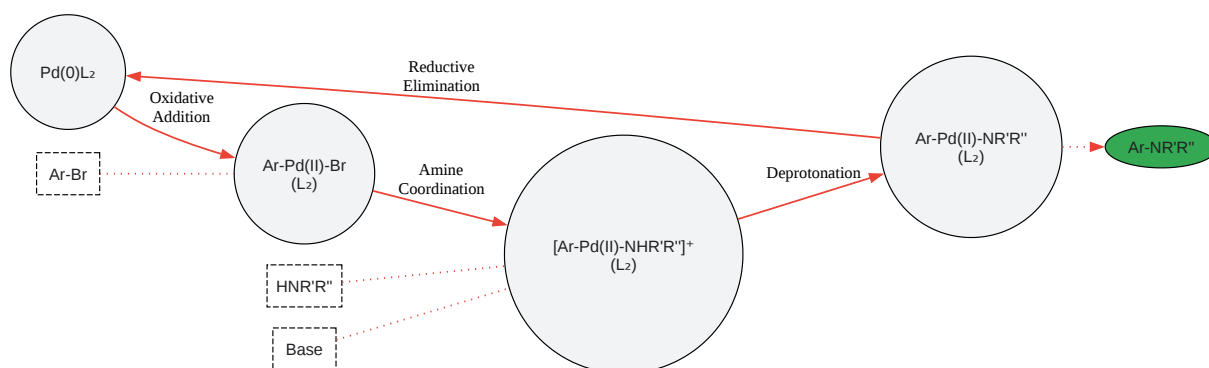 Pd(0)L₂
Oxidative
Addition
Ar-Br
Ar-Pd(II)-Br
(L₂)
Reductive
Elimination
Amine
Coordination
HNR'R"
Base
[Ar-Pd(II)-NHR'R"]⁺
(L₂)
Deprotonation
Ar-Pd(II)-NR'R"
(L₂)
Ar-NR'R"